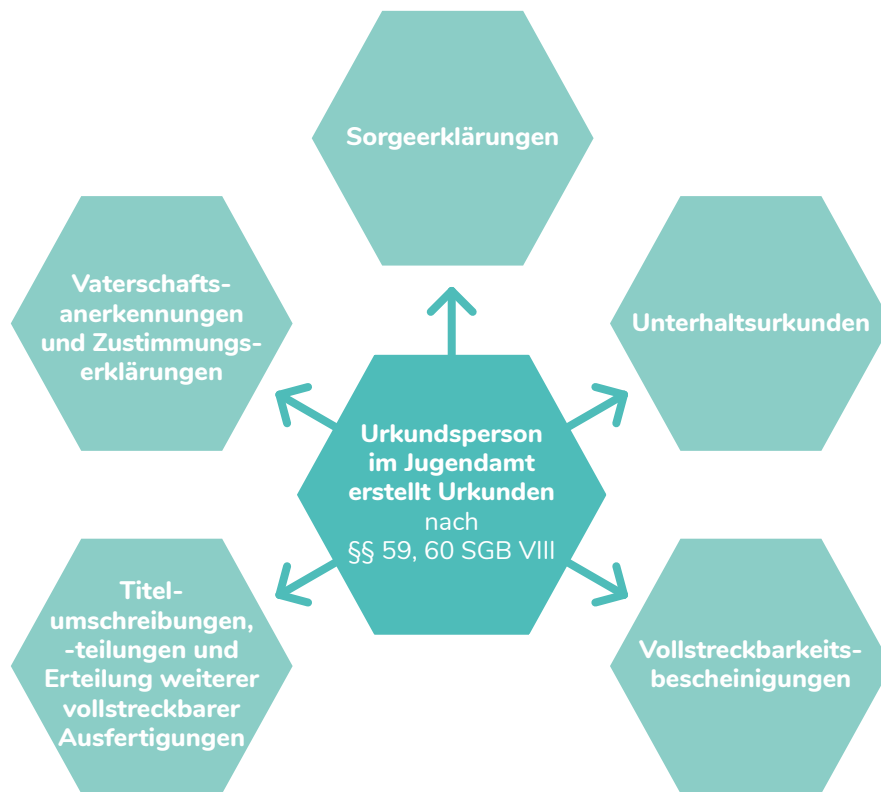 Sorgeerklärungen
Vaterschafts-
anerkennungen
und Zustimmungs-
erklärungen
Unterhaltsurkunden
Urkundsperson
im Jugendamt
erstellt Urkunden
nach
§§ 59, 60 SGB VIII
Titel-
umschreibungen,
-teilungen und
Erteilung weiterer
vollstreckbarer
Ausfertigungen
Vollstreckbarkeits-
bescheinigungen